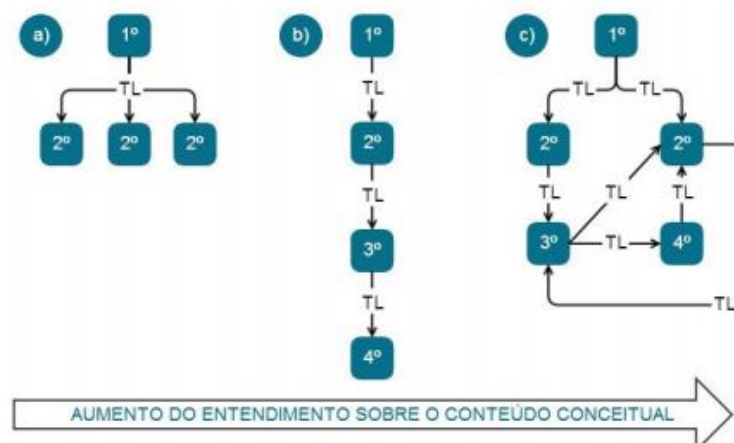 a) 1º b) 1º c) 1º
TL TL TL TL
2º 2º 2º 2º 2º 2º
TL TL TL TL
3º 3º 4º
TL
TL TL
4º
AUMENTO DO ENTENDIMENTO SOBRE O CONTEÚDO CONCEITUAL